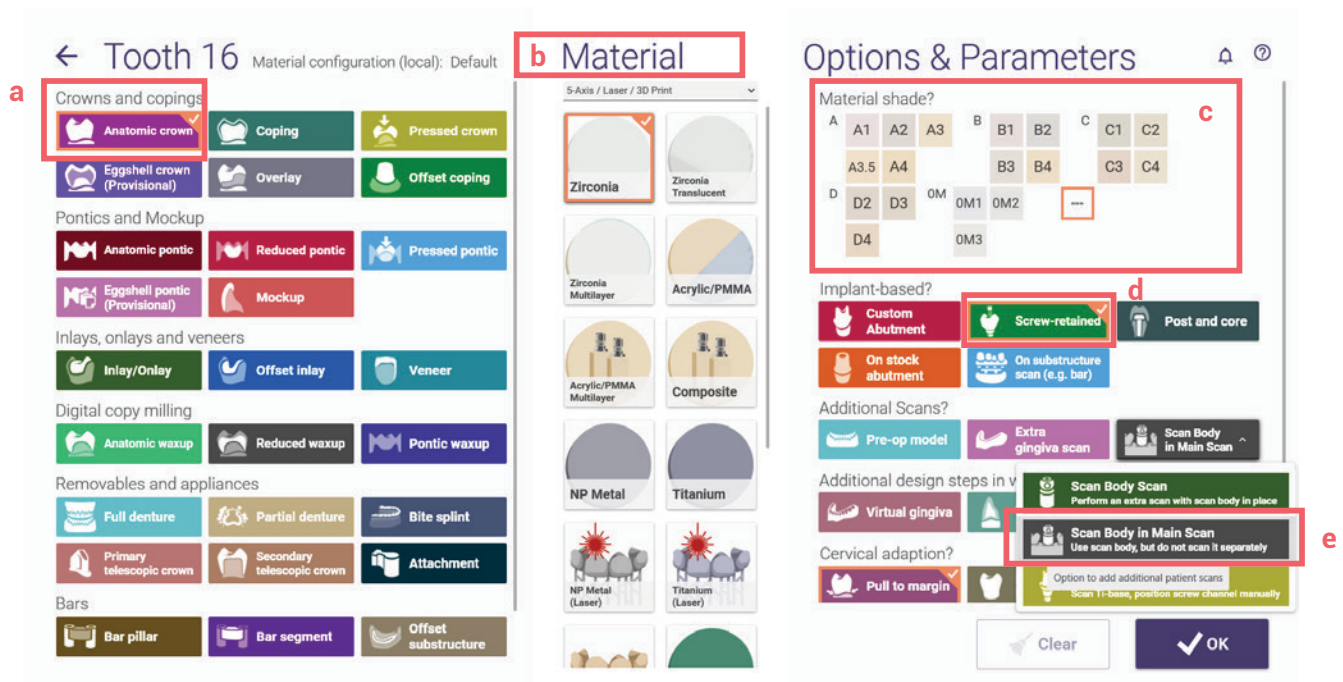 Tooth 16 Material configuration (local): Default
a
Crowns and copings
Anatomic crown
Coping
Pressed crown
Eggshell crown
(Provisional)
Overlay
Offset coping
Pontics and Mockup
Anatomic pontic
Reduced pontic
Pressed pontic
Eggshell pontic
(Provisional)
Mockup
Inlays, onlays and veneers
Inlay/Onlay
Offset inlay
Veneer
Digital copy milling
Anatomic waxup
Reduced waxup
Pontic waxup
Removables and appliances
Full denture
Partial denture
Bite splint
Primary
telescopic crown
Secondary
telescopic crown
Attachment
Bars
Bar pillar
Bar segment
Offset
substructure
b
Material
5-Axis / Laser / 3D Print
Zirconia
Zirconia
Translucent
Zirconia
Multilayer
Acrylic/PMMA
Acrylic/PMMA
Multilayer
Composite
NP Metal
Titanium
NP Metal
(Laser)
Titanium
(Laser)
Options & Parameters
Material shade?
c
A A1 A2 A3 B B1 B2 C C1 C2
A3.5 A4 B3 B4 C3 C4
D D2 D3 0M 0M1 0M2 ---
D4 0M3
Implant-based?
d
Custom
Abutment
Screw-retained
Post and core
On stock
abutment
On substructure
scan (e.g. bar)
Additional Scans?
Pre-op model
Extra
gingiva scan
Scan Body
in Main Scan
Additional design steps in
Virtual gingiva
Scan Body Scan
Perform an extra scan with scan body in place
Scan Body in Main Scan
Use scan body, but do not scan it separately
e
Option to add additional patient scans
Scan Ti-base, position screw channel manually
Cervical adaption?
Pull to margin
Clear
OK